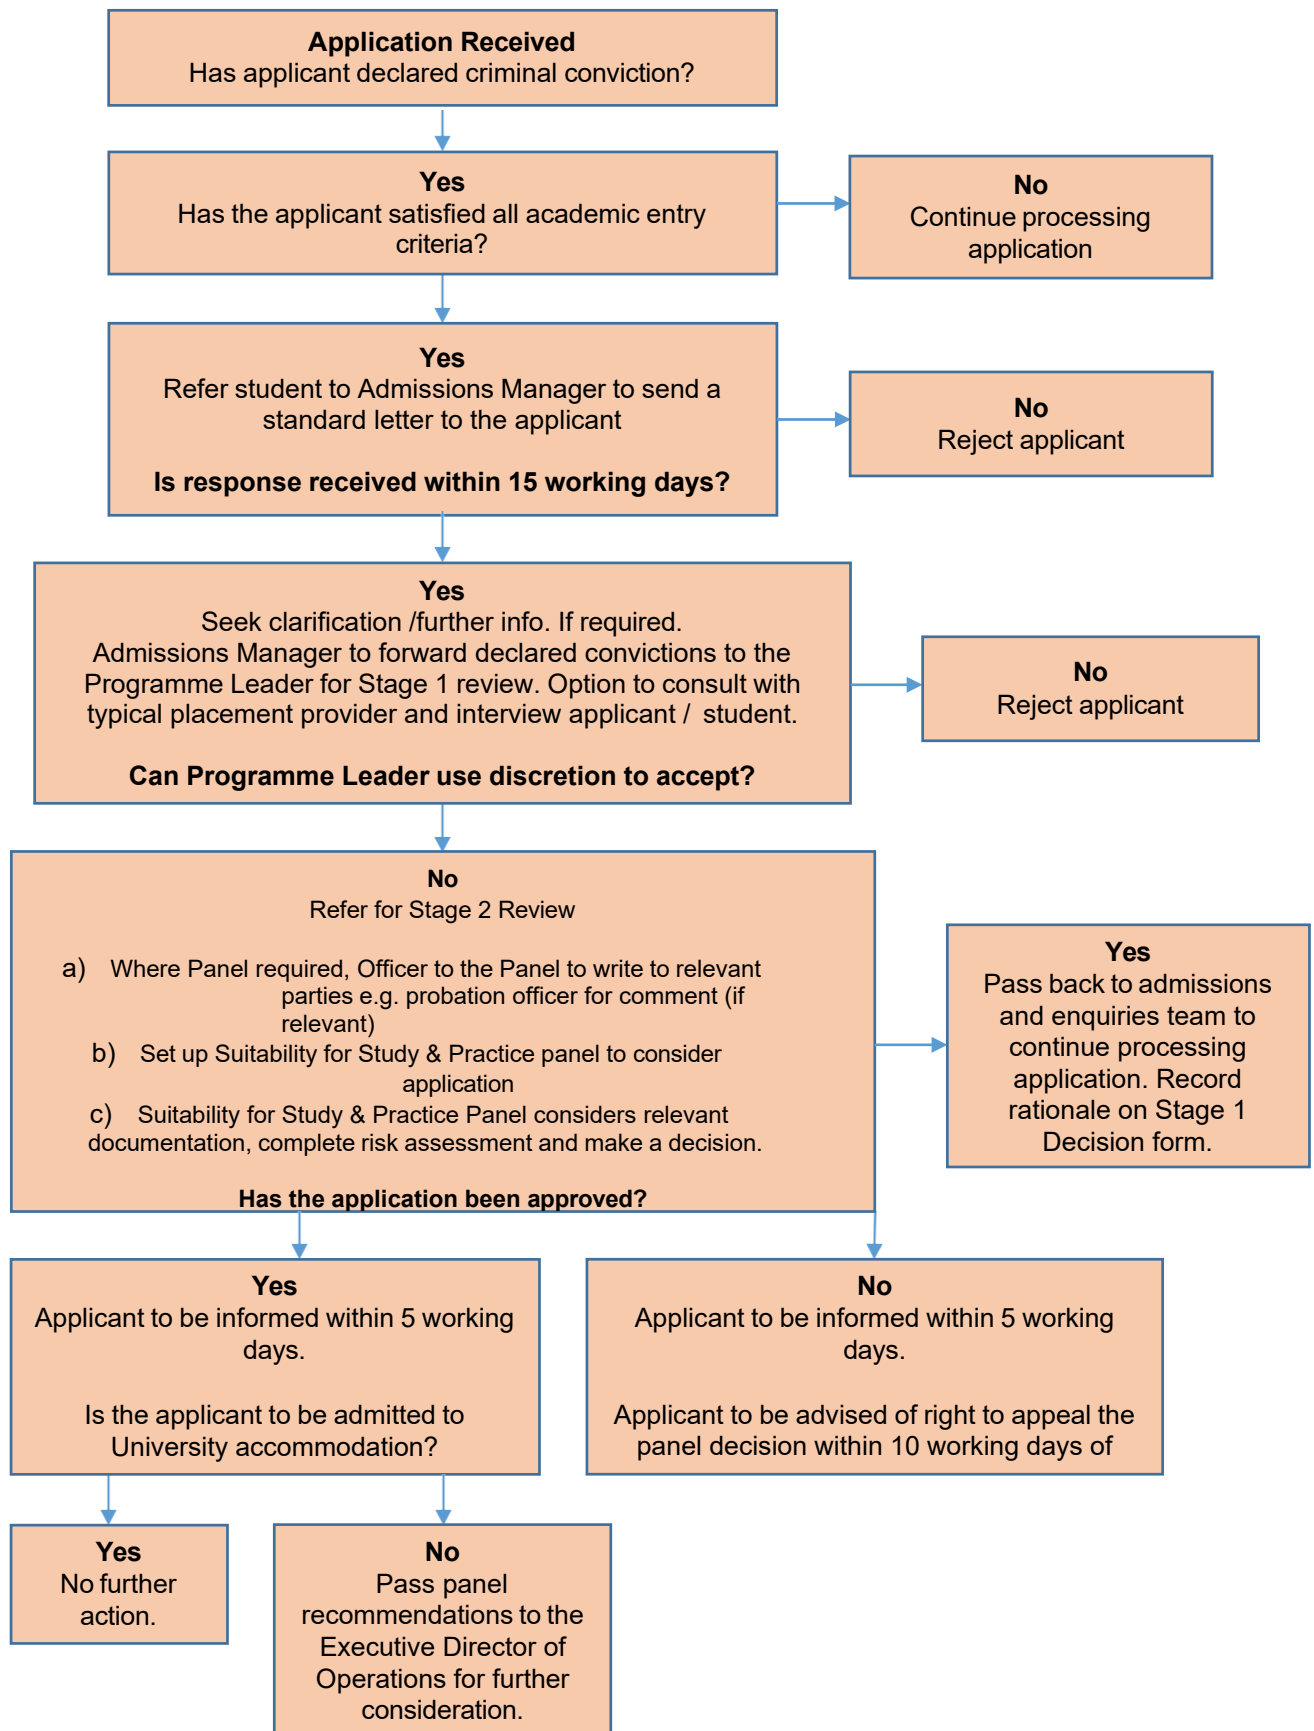 Application Received
Has applicant declared criminal conviction?
Yes
Has the applicant satisfied all academic entry
criteria?
No
Continue processing
application
Yes
Refer student to Admissions Manager to send a
standard letter to the applicant
Is response received within 15 working days?
No
Reject applicant
Yes
Seek clarification /further info. If required.
Admissions Manager to forward declared convictions to the
Programme Leader for Stage 1 review. Option to consult with
typical placement provider and interview applicant / student.
Can Programme Leader use discretion to accept?
No
Reject applicant
No
Refer for Stage 2 Review
a) Where Panel required, Officer to the Panel to write to relevant
parties e.g. probation officer for comment (if
relevant)
b) Set up Suitability for Study & Practice panel to consider
application
c) Suitability for Study & Practice Panel considers relevant
documentation, complete risk assessment and make a decision.
Has the application been approved?
Yes
Pass back to admissions
and enquiries team to
continue processing
application. Record
rationale on Stage 1
Decision form.
Yes
Applicant to be informed within 5 working
days.
Is the applicant to be admitted to
University accommodation?
No
Applicant to be informed within 5 working
days.
Applicant to be advised of right to appeal the
panel decision within 10 working days of
Yes
No further
action.
No
Pass panel
recommendations to the
Executive Director of
Operations for further
consideration.